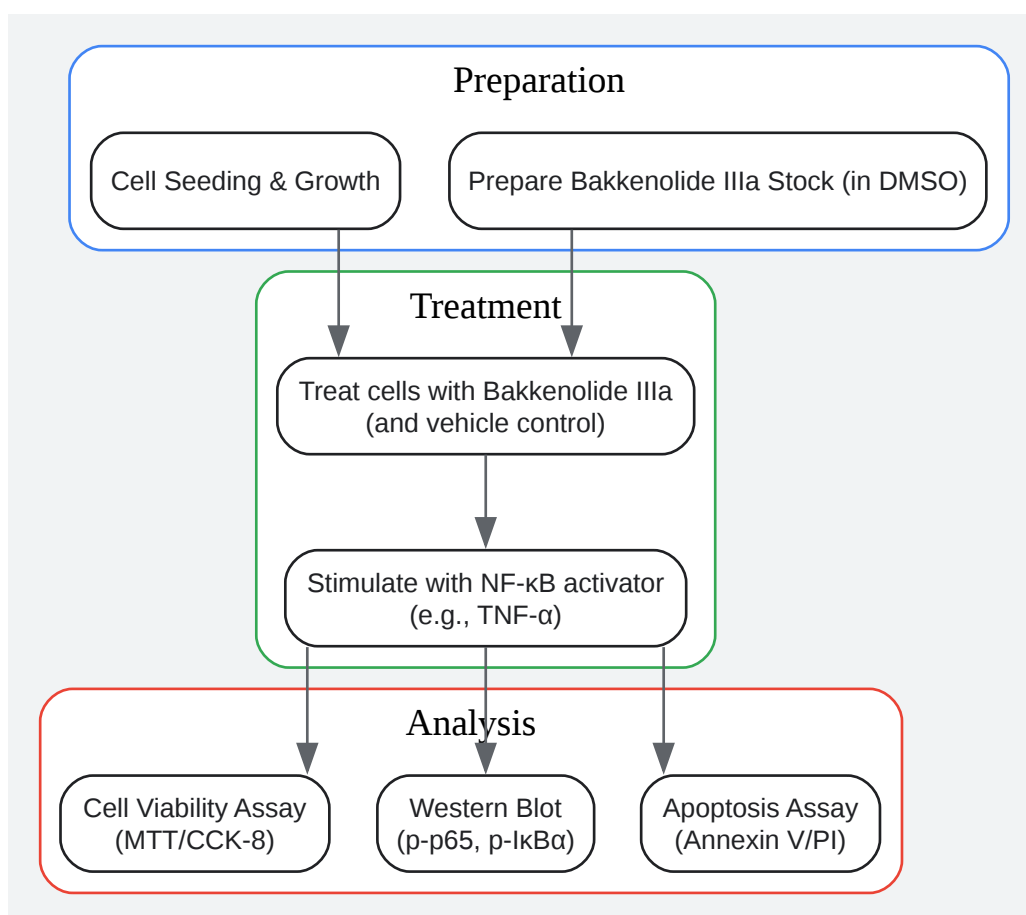 Preparation
Cell Seeding & Growth
Prepare Bakkenolide IIIa Stock (in DMSO)
Treatment
Treat cells with Bakkenolide IIIa
(and vehicle control)
Stimulate with NF-κB activator
(e.g., TNF-α)
Analysis
Cell Viability Assay
(MTT/CCK-8)
Western Blot
(p-p65, p-IκBα)
Apoptosis Assay
(Annexin V/PI)